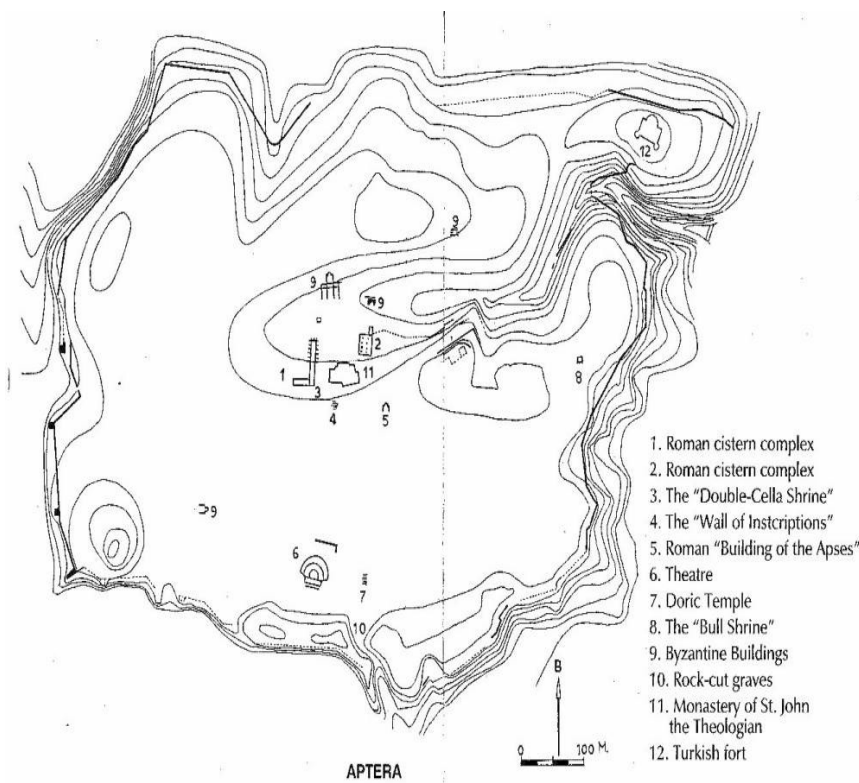 12
9
9
2
1
11
3
8
4
5
9
6
7
10
1. Roman cistern complex
2. Roman cistern complex
3. The "Double-Cella Shrine"
4. The "Wall of Instcriptions"
5. Roman "Building of the Apses"
6. Theatre
7. Doric Temple
8. The "Bull Shrine"
9. Byzantine Buildings
10. Rock-cut graves
11. Monastery of St. John
the Theologian
12. Turkish fort
B
0 100 M.
APTERA